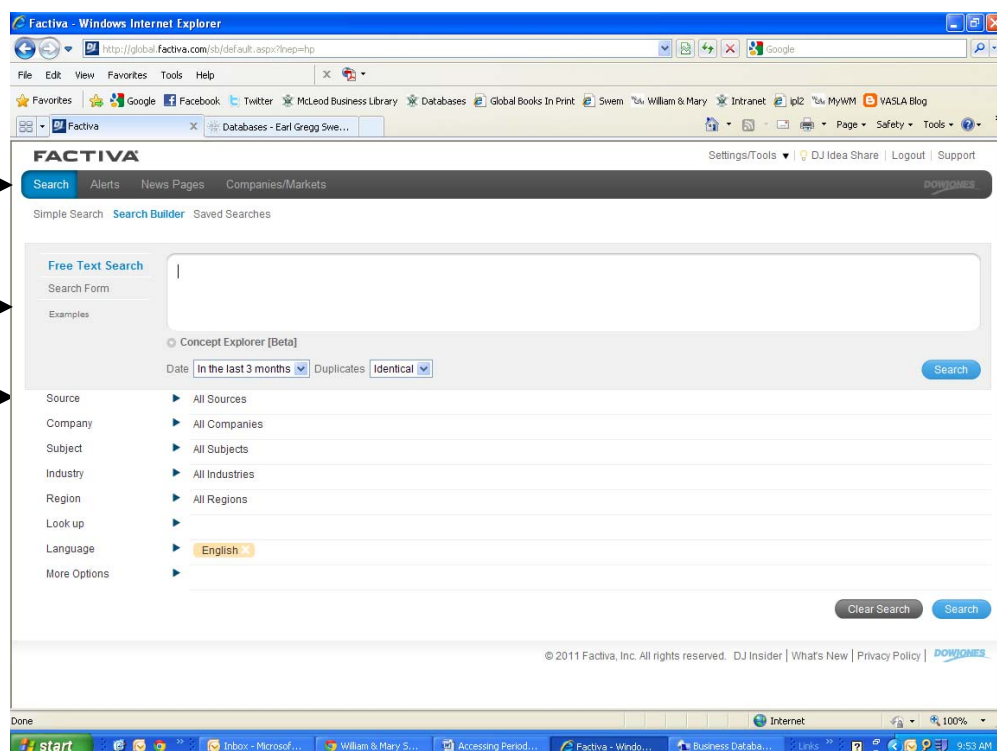 Factiva - Windows Internet Explorer
http://global.factiva.com/sb/default.aspx?lnep=hp
Google
File Edit View Favorites Tools Help
Favorites Google Facebook Twitter McLeod Business Library Databases Global Books In Print Swem William & Mary Intranet ipl2 MyWM VASLA Blog
Factiva Databases - Earl Gregg Swe... Page Safety Tools
FACTIVA Settings/Tools DJ Idea Share | Logout | Support
Search Alerts News Pages Companies/Markets DOWJONES
Simple Search Search Builder Saved Searches
Free Text Search
Search Form
Examples
Concept Explorer [Beta]
Date In the last 3 months Duplicates Identical Search
Source All Sources
Company All Companies
Subject All Subjects
Industry All Industries
Region All Regions
Look up
Language English x
More Options
Clear Search Search
© 2011 Factiva, Inc. All rights reserved. DJ Insider | What's New | Privacy Policy | DOWJONES
Done Internet 100%
start Inbox - Microsof... William & Mary S... Accessing Period... Factiva - Windo... Business Databa... Links 9:53 AM